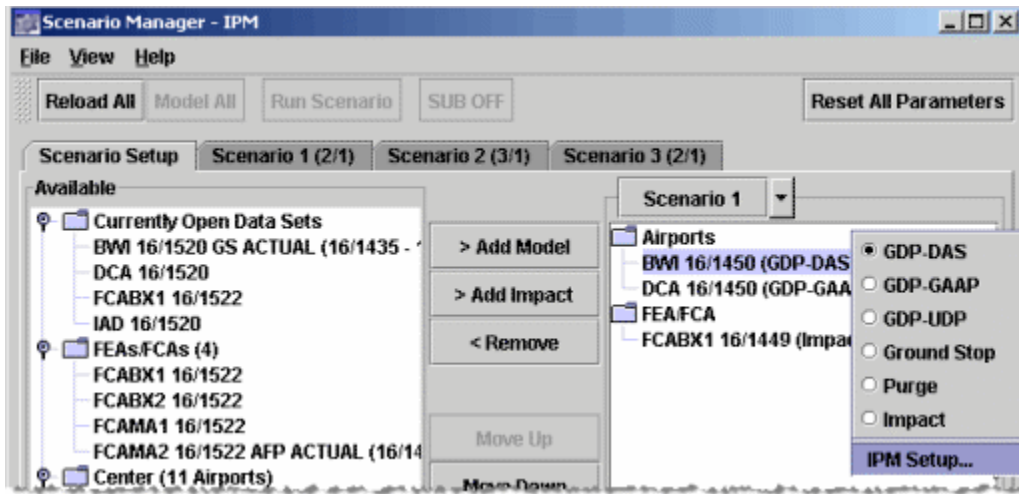 Scenario Manager - IPM
File View Help
Reload All Model All Run Scenario SUB OFF Reset All Parameters
Scenario Setup Scenario 1 (2/1) Scenario 2 (3/1) Scenario 3 (2/1)
Available
Currently Open Data Sets
BWI 16/1520 GS ACTUAL (16/1435 -
DCA 16/1520
FCABX1 16/1522
IAD 16/1520
FEAs/FCAs (4)
FCABX1 16/1522
FCABX2 16/1522
FCAMA1 16/1522
FCAMA2 16/1522 AFP ACTUAL (16/14
Center (11 Airports)
> Add Model
> Add Impact
< Remove
Move Up
Move Down
Scenario 1
Airports
BWI 16/1450 (GDP-DAS
DCA 16/1450 (GDP-GAA
FEA/FCA
FCABX1 16/1449 (Impa
GDP-DAS
GDP-GAAP
GDP-UDP
Ground Stop
Purge
Impact
IPM Setup...